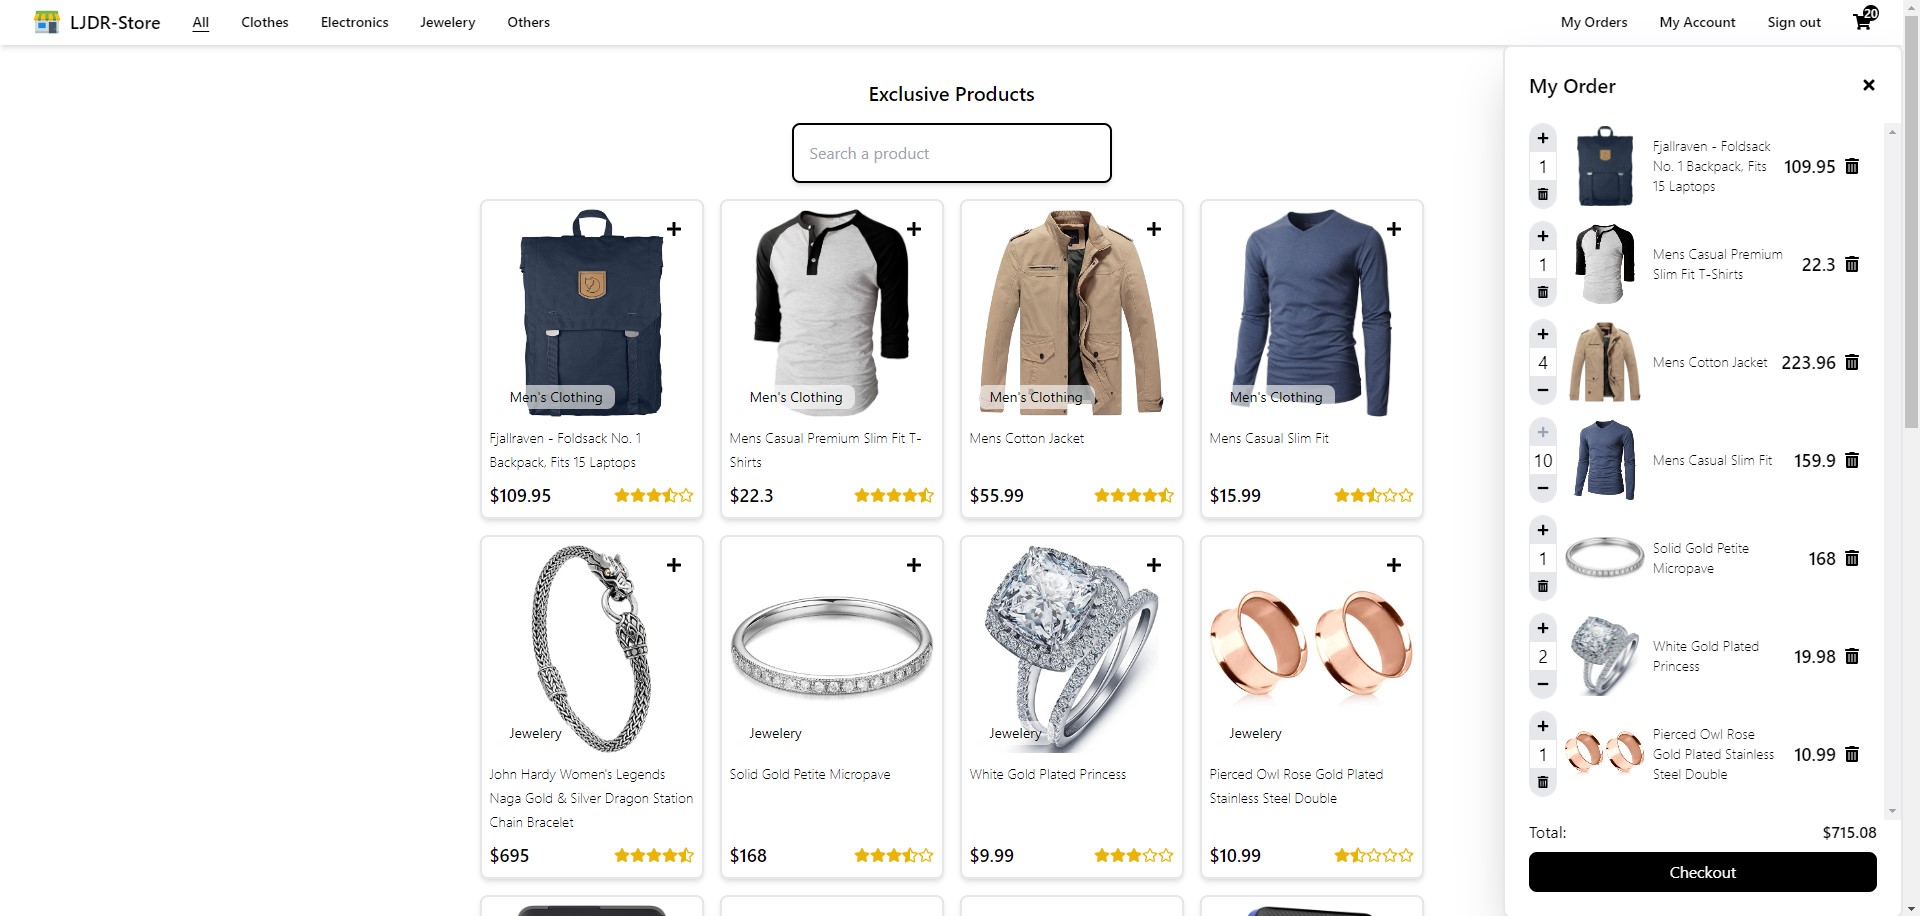 LJDR-Store
All
Clothes
Electronics
Jewelery
Others
My Orders
My Account
Sign out
20
Exclusive Products
Search a product
Men's Clothing
Fjallraven - Foldsack No. 1
Backpack, Fits 15 Laptops
$109.95
Men's Clothing
Mens Casual Premium Slim Fit T-
Shirts
$22.3
Men's Clothing
Mens Cotton Jacket
$55.99
Men's Clothing
Mens Casual Slim Fit
$15.99
Jewelery
John Hardy Women's Legends
Naga Gold & Silver Dragon Station
Chain Bracelet
$695
Jewelery
Solid Gold Petite Micropave
$168
Jewelery
White Gold Plated Princess
$9.99
Jewelery
Pierced Owl Rose Gold Plated
Stainless Steel Double
$10.99
My Order
1
Fjallraven - Foldsack
No. 1 Backpack, Fits
15 Laptops
109.95
1
Mens Casual Premium
Slim Fit T-Shirts
22.3
4
Mens Cotton Jacket
223.96
10
Mens Casual Slim Fit
159.9
1
Solid Gold Petite
Micropave
168
2
White Gold Plated
Princess
19.98
1
Pierced Owl Rose
Gold Plated Stainless
Steel Double
10.99
Total:
$715.08
Checkout